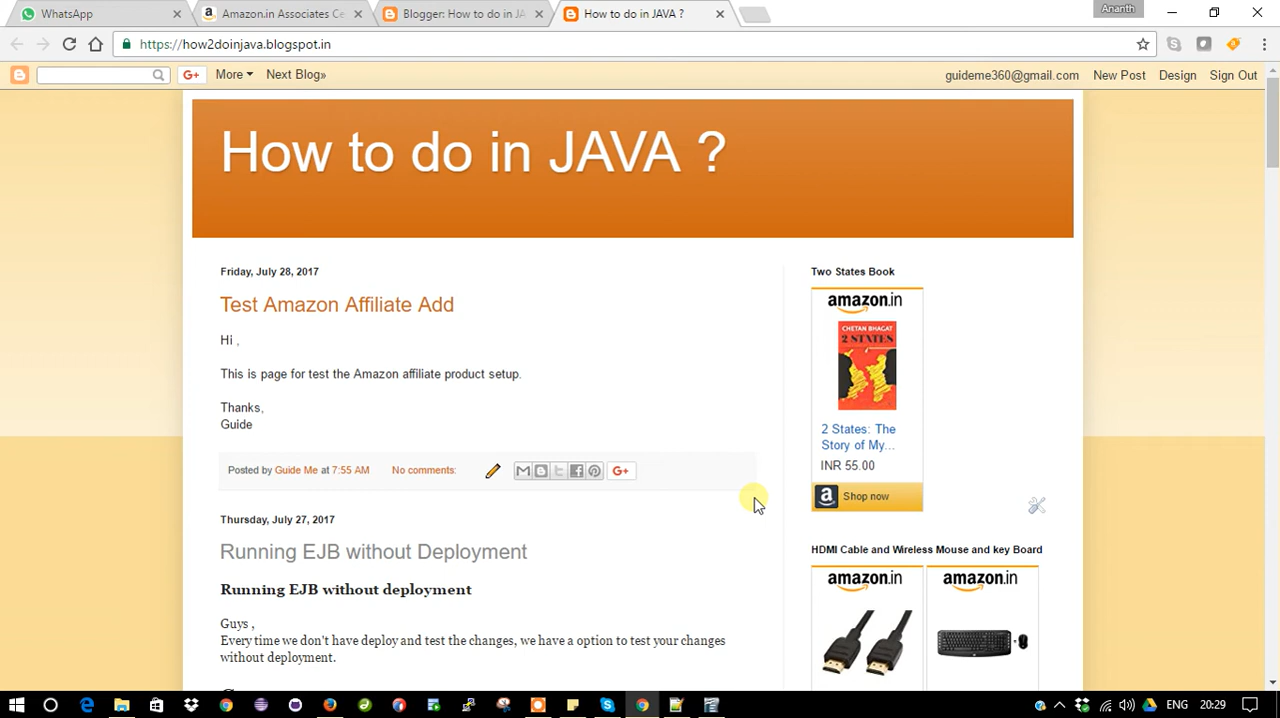 WhatsApp
Amazon.in Associates Ce
Blogger: How to do in JA
How to do in JAVA ?
Ananth
https://how2doinjava.blogspot.in
G+ More Next Blog»
guideme360@gmail.com New Post Design Sign Out
How to do in JAVA ?
Friday, July 28, 2017
Test Amazon Affiliate Add
Hi ,
This is page for test the Amazon affiliate product setup.
Thanks,
Guide
Posted by Guide Me at 7:55 AM No comments:
G+
Thursday, July 27, 2017
Running EJB without Deployment
Running EJB without deployment
Guys ,
Every time we don't have deploy and test the changes, we have a option to test your changes
without deployment.
Two States Book
amazon.in
CHETAN BHAGAT
2 STATES
2 States: The
Story of My...
INR 55.00
Shop now
HDMI Cable and Wireless Mouse and key Board
amazon.in amazon.in
ENG 20:29